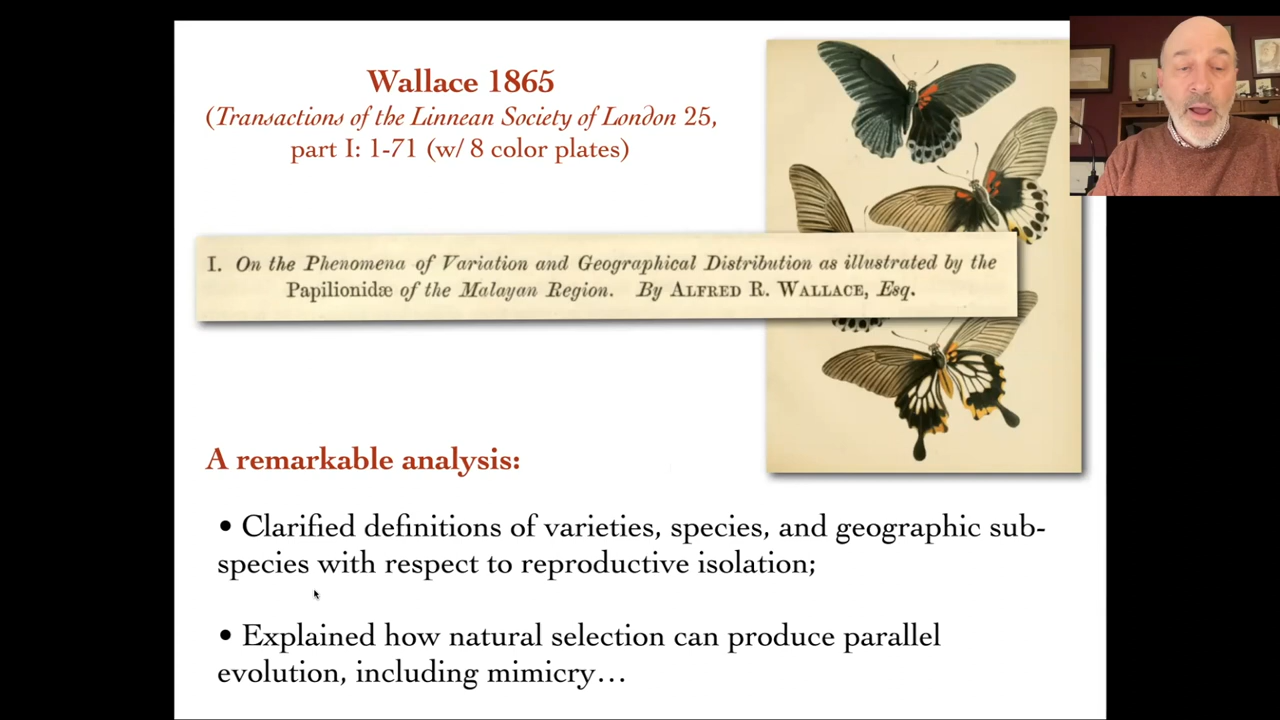 Wallace 1865
(Transactions of the Linnean Society of London 25,
part I: 1-71 (w/ 8 color plates)
I. On the Phenomena of Variation and Geographical Distribution as illustrated by the
Papilionidæ of the Malayan Region. By ALFRED R. WALLACE, Esq.
A remarkable analysis:
• Clarified definitions of varieties, species, and geographic sub-
species with respect to reproductive isolation;
• Explained how natural selection can produce parallel
evolution, including mimicry…